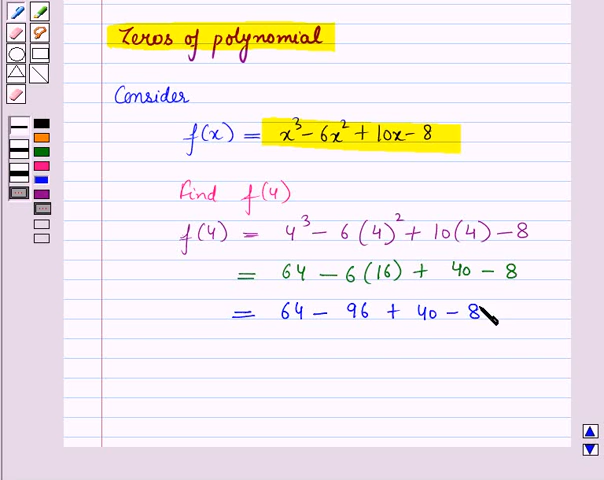 Zeros of polynomial
Consider
f(x) = x³ - 6x² + 10x - 8
Find f(4)
f(4) = 4³ - 6(4)² + 10(4) - 8
= 64 - 6(16) + 40 - 8
= 64 - 96 + 40 - 8